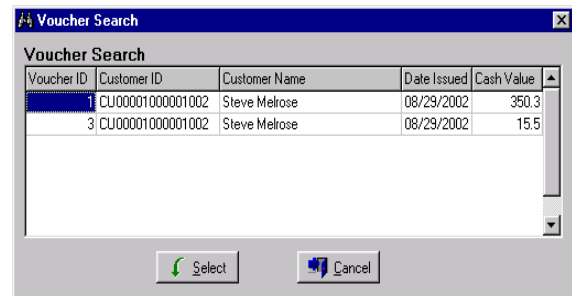 Voucher Search
Voucher Search
Voucher ID Customer ID Customer Name Date Issued Cash Value
1 CU00001000001002 Steve Melrose 08/29/2002 350.3
3 CU00001000001002 Steve Melrose 08/29/2002 15.5
Select Cancel